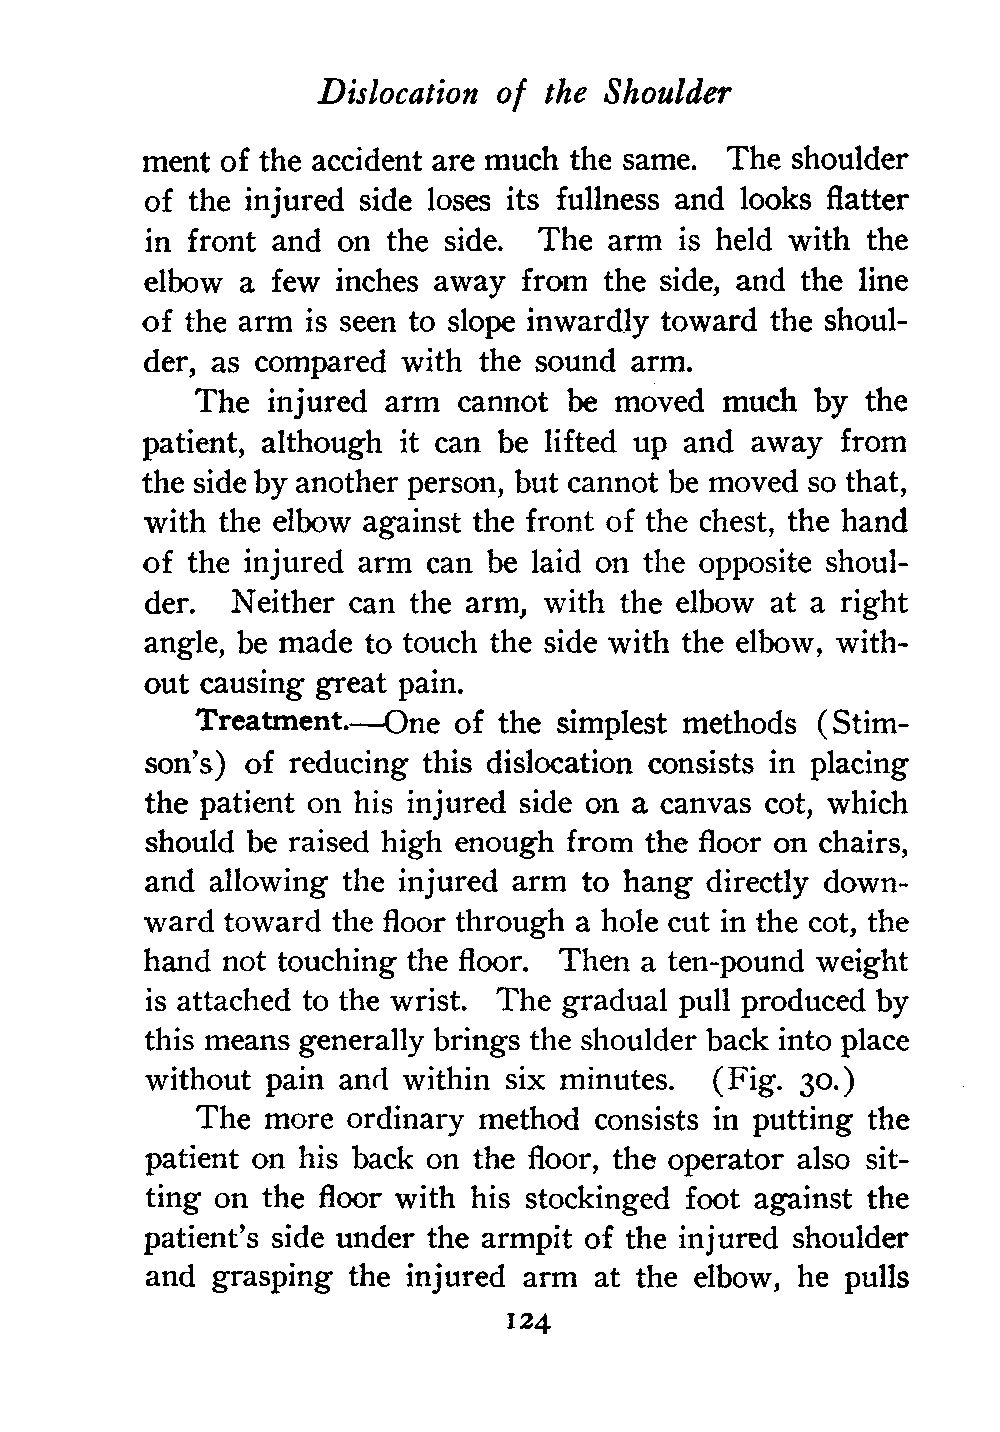 Dislocation of the Shoulder
ment of the accident are much the same. The shoulder
of the injured side loses its fullness and looks flatter
in front and on the side. The arm is held with the
elbow a few inches away from the side, and the line
of the arm is seen to slope inwardly toward the shoul-
der, as compared with the sound arm.
The injured arm cannot be moved much by the
patient, although it can be lifted up and away from
the side by another person, but cannot be moved so that,
with the elbow against the front of the chest, the hand
of the injured arm can be laid on the opposite shoul-
der. Neither can the arm, with the elbow at a right
angle, be made to touch the side with the elbow, with-
out causing great pain.
Treatment.—One of the simplest methods (Stim-
son's) of reducing this dislocation consists in placing
the patient on his injured side on a canvas cot, which
should be raised high enough from the floor on chairs,
and allowing the injured arm to hang directly down-
ward toward the floor through a hole cut in the cot, the
hand not touching the floor. Then a ten-pound weight
is attached to the wrist. The gradual pull produced by
this means generally brings the shoulder back into place
without pain and within six minutes. (Fig. 30.)
The more ordinary method consists in putting the
patient on his back on the floor, the operator also sit-
ting on the floor with his stockinged foot against the
patient's side under the armpit of the injured shoulder
and grasping the injured arm at the elbow, he pulls
124